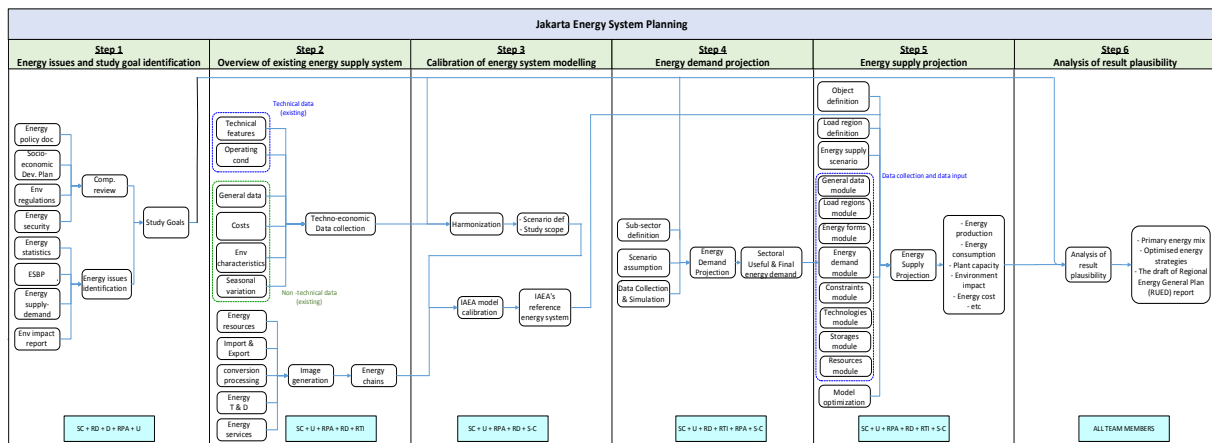 Jakarta Energy System Planning
Step 1
Energy issues and study goal identification
Energy
policy doc
Socio-
economic
Dev. Plan
Env
regulations
Energy
security
Energy
statistics
ESBP
Energy
supply-
demand
Env impact
report
Comp.
review
Energy issues
identification
Study Goals
SC + RD + D + RPA + U
Step 2
Overview of existing energy supply system
Technical data
(existing)
Technical
features
Operating
cond
General data
Costs
Env
characteristics
Seasonal
variation
Non -technical data
(existing)
Techno-economic
Data collection
Energy
resources
Import &
Export
conversion
processing
Energy
T & D
Energy
services
Image
generation
Energy
chains
SC + U + RPA + RD + RTI
Step 3
Calibration of energy system modelling
Harmonization
- Scenario def
- Study scope
IAEA model
calibration
IAEA's
reference
energy system
SC + U + RPA + RD + S-C
Step 4
Energy demand projection
Sub-sector
definition
Scenario
assumption
Data Collection
& Simulation
Energy
Demand
Projection
Sectoral
Useful & Final
energy demand
SC + U + RD + RTI + RPA + S-C
Step 5
Energy supply projection
Object
definition
Load region
definition
Energy supply
scenario
Data collection and data input
General data
module
Load regions
module
Energy forms
module
Energy
demand module
Constraints
module
Technologies
module
Storages
module
Resources
module
Model
optimization
Energy
Supply
Projection
- Energy
production
- Energy
consumption
- Plant capacity
- Environment
impact
- Energy cost
- etc
SC + U + RPA + RD + RTI + S-C
Step 6
Analysis of result plausibility
Analysis of
result
plausibility
- Primary energy mix
- Optimised energy
strategies
- The draft of Regional
Energy General Plan
(RUED) report
ALL TEAM MEMBERS